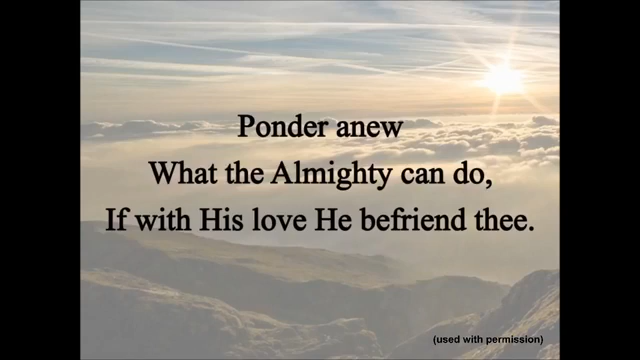 Ponder anew
What the Almighty can do,
If with His love He befriend thee.
(used with permission)